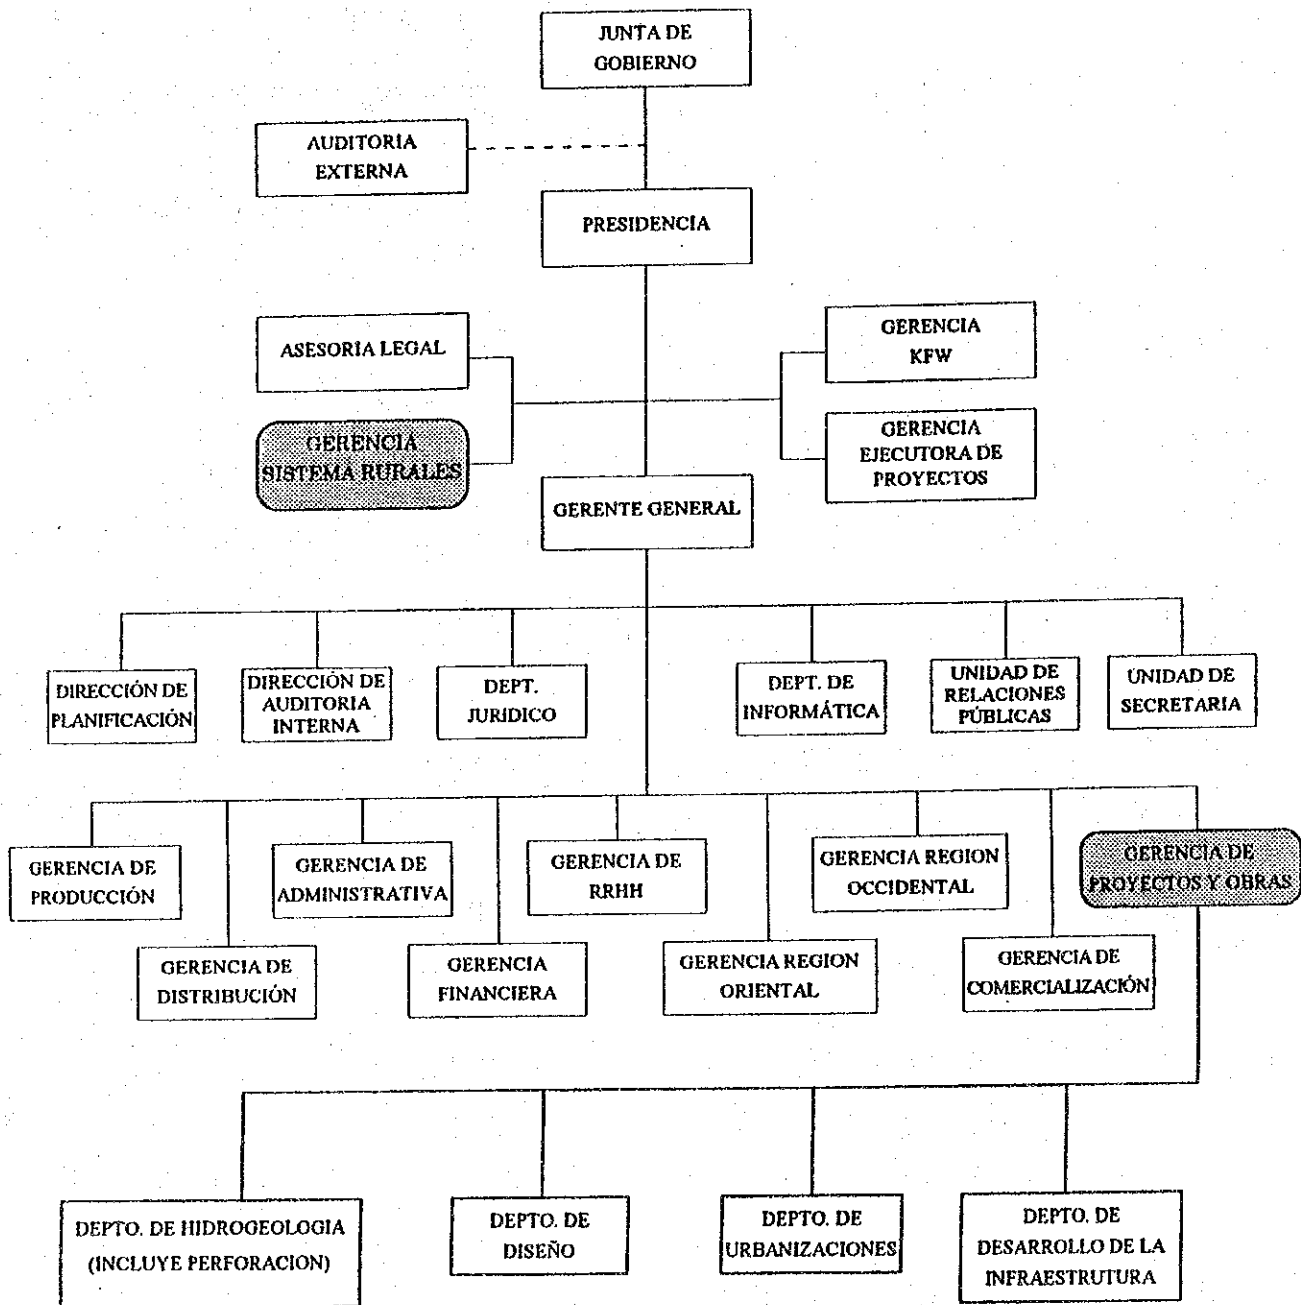 JUNTA DE
GOBIERNO
AUDITORIA
EXTERNA
PRESIDENCIA
ASESORIA LEGAL
GERENCIA
KFW
GERENCIA
SISTEMA RURALES
GERENCIA
EJECUTORA DE
PROYECTOS
GERENTE GENERAL
DIRECCIÓN DE
PLANIFICACIÓN
DIRECCIÓN DE
AUDITORIA
INTERNA
DEPT.
JURIDICO
DEPT. DE
INFORMÁTICA
UNIDAD DE
RELACIONES
PÚBLICAS
UNIDAD DE
SECRETARIA
GERENCIA DE
PRODUCCIÓN
GERENCIA DE
ADMINISTRATIVA
GERENCIA DE
RRHH
GERENCIA REGION
OCCIDENTAL
GERENCIA DE
PROYECTOS Y OBRAS
GERENCIA DE
DISTRIBUCIÓN
GERENCIA
FINANCIERA
GERENCIA REGION
ORIENTAL
GERENCIA DE
COMERCIALIZACIÓN
DEPTO. DE HIDROGEOLOGIA
(INCLUYE PERFORACION)
DEPTO. DE
DISEÑO
DEPTO. DE
URBANIZACIONES
DEPTO. DE
DESARROLLO DE LA
INFRAESTRUTURA